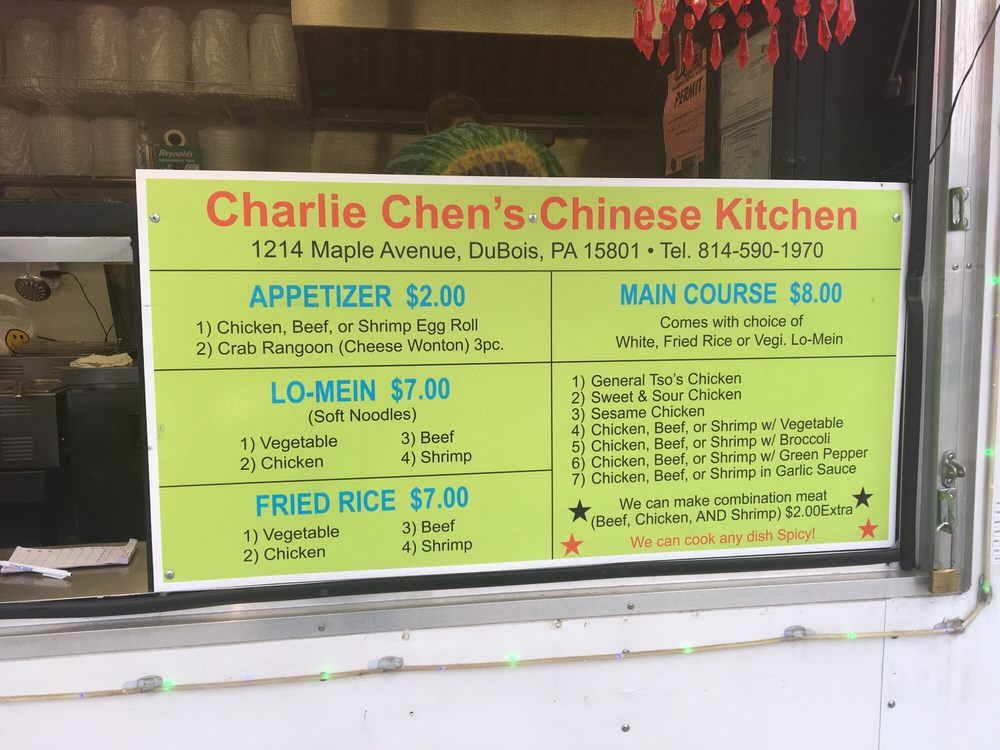 PERMIT
Reynolds
Charlie Chen's Chinese Kitchen
1214 Maple Avenue, DuBois, PA 15801 • Tel. 814-590-1970
APPETIZER $2.00
1) Chicken, Beef, or Shrimp Egg Roll
2) Crab Rangoon (Cheese Wonton) 3pc.
LO-MEIN $7.00
(Soft Noodles)
1) Vegetable
2) Chicken
3) Beef
4) Shrimp
FRIED RICE $7.00
1) Vegetable
2) Chicken
3) Beef
4) Shrimp
MAIN COURSE $8.00
Comes with choice of
White, Fried Rice or Vegi. Lo-Mein
1) General Tso's Chicken
2) Sweet & Sour Chicken
3) Sesame Chicken
4) Chicken, Beef, or Shrimp w/ Vegetable
5) Chicken, Beef, or Shrimp w/ Broccoli
6) Chicken, Beef, or Shrimp w/ Green Pepper
7) Chicken, Beef, or Shrimp in Garlic Sauce
We can make combination meat
(Beef, Chicken, AND Shrimp) $2.00Extra
We can cook any dish Spicy!